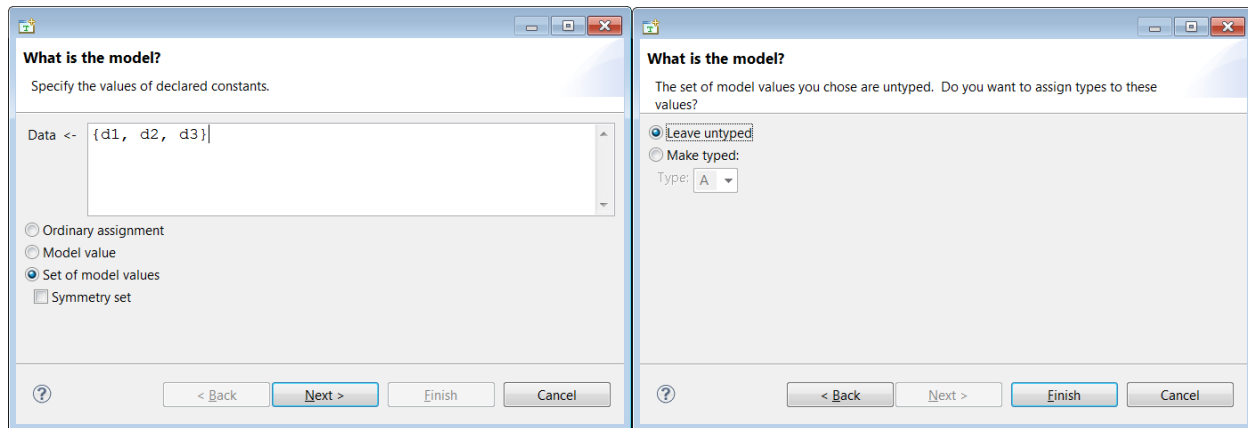 What is the model?
Specify the values of declared constants.
Data <- {d1, d2, d3}
Ordinary assignment
Model value
Set of model values
Symmetry set
? < Back Next > Finish Cancel
What is the model?
The set of model values you chose are untyped. Do you want to assign types to these
values?
Leave untyped
Make typed:
Type: A
? < Back Next > Finish Cancel